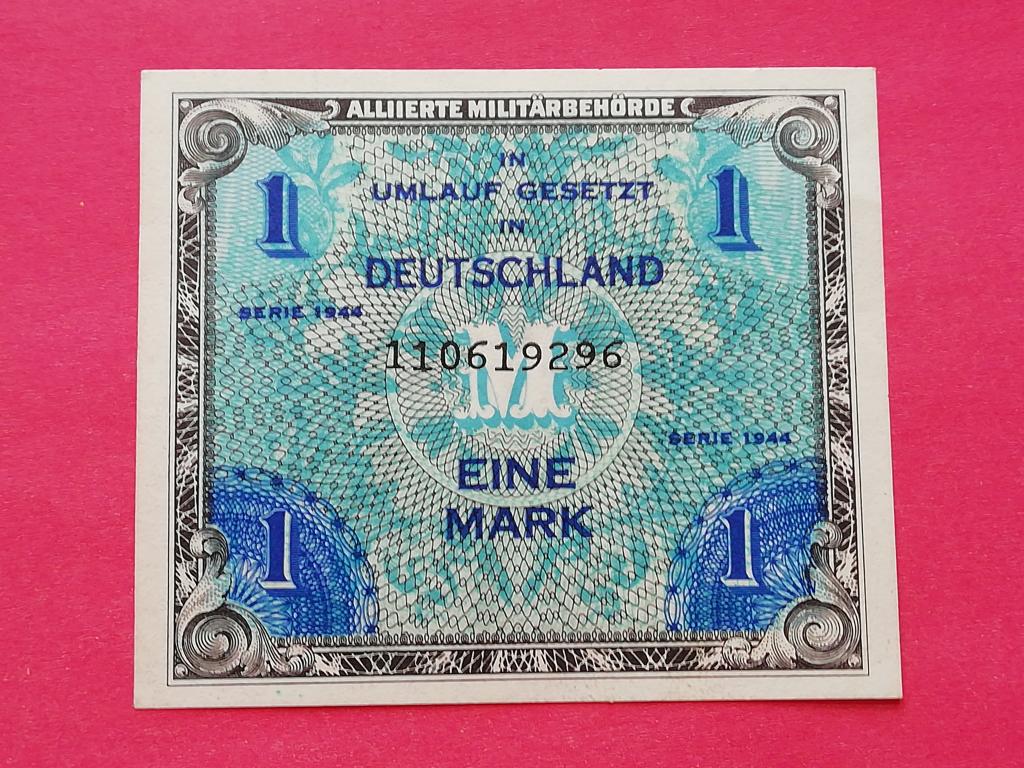 ALLIIERTE MILITÄRBEHÖRDE
IN
1 UMLAUF GESETZT 1
IN
DEUTSCHLAND
SERIE 1944
M
110619296
SERIE 1944
EINE
1 MARK 1